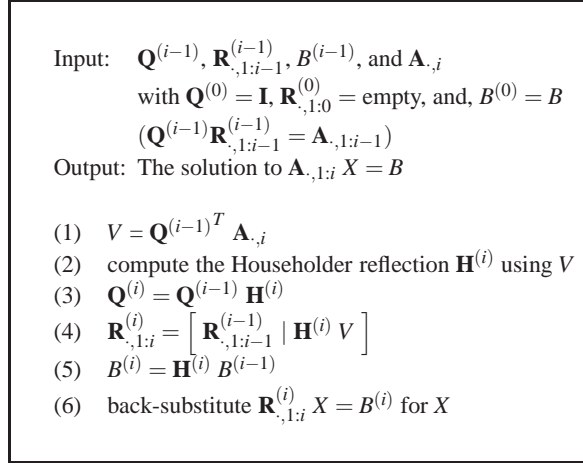 Input: Q^(i−1), R^(i−1)_{·,1:i−1}, B^(i−1), and A_{·,i}
with Q^(0) = I, R^(0)_{·,1:0} = empty, and, B^(0) = B
(Q^(i−1)R^(i−1)_{·,1:i−1} = A_{·,1:i−1})
Output: The solution to A_{·,1:i} X = B
(1) V = Q^(i−1)^T A_{·,i}
(2) compute the Householder reflection H^(i) using V
(3) Q^(i) = Q^(i−1) H^(i)
(4) R^(i)_{·,1:i} = [ R^(i−1)_{·,1:i−1} | H^(i) V ]
(5) B^(i) = H^(i) B^(i−1)
(6) back-substitute R^(i)_{·,1:i} X = B^(i) for X